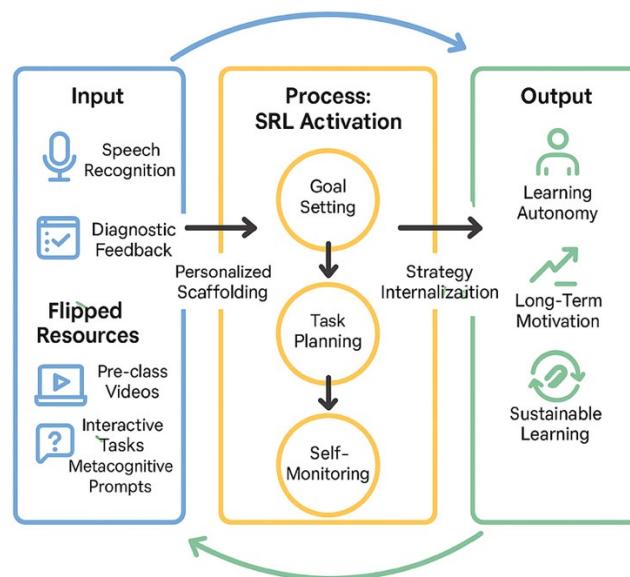 Input
Speech
Recognition
Diagnostic
Feedback
Flipped
Resources
Pre-class
Videos
Interactive
Tasks
Metacognitive
Prompts
Personalized
Scaffolding
Process:
SRL Activation
Goal
Setting
Task
Planning
Self-
Monitoring
Strategy
Internalizaıtion
Output
Learning
Autonomy
Long-Term
Motivation
Sustainable
Learning